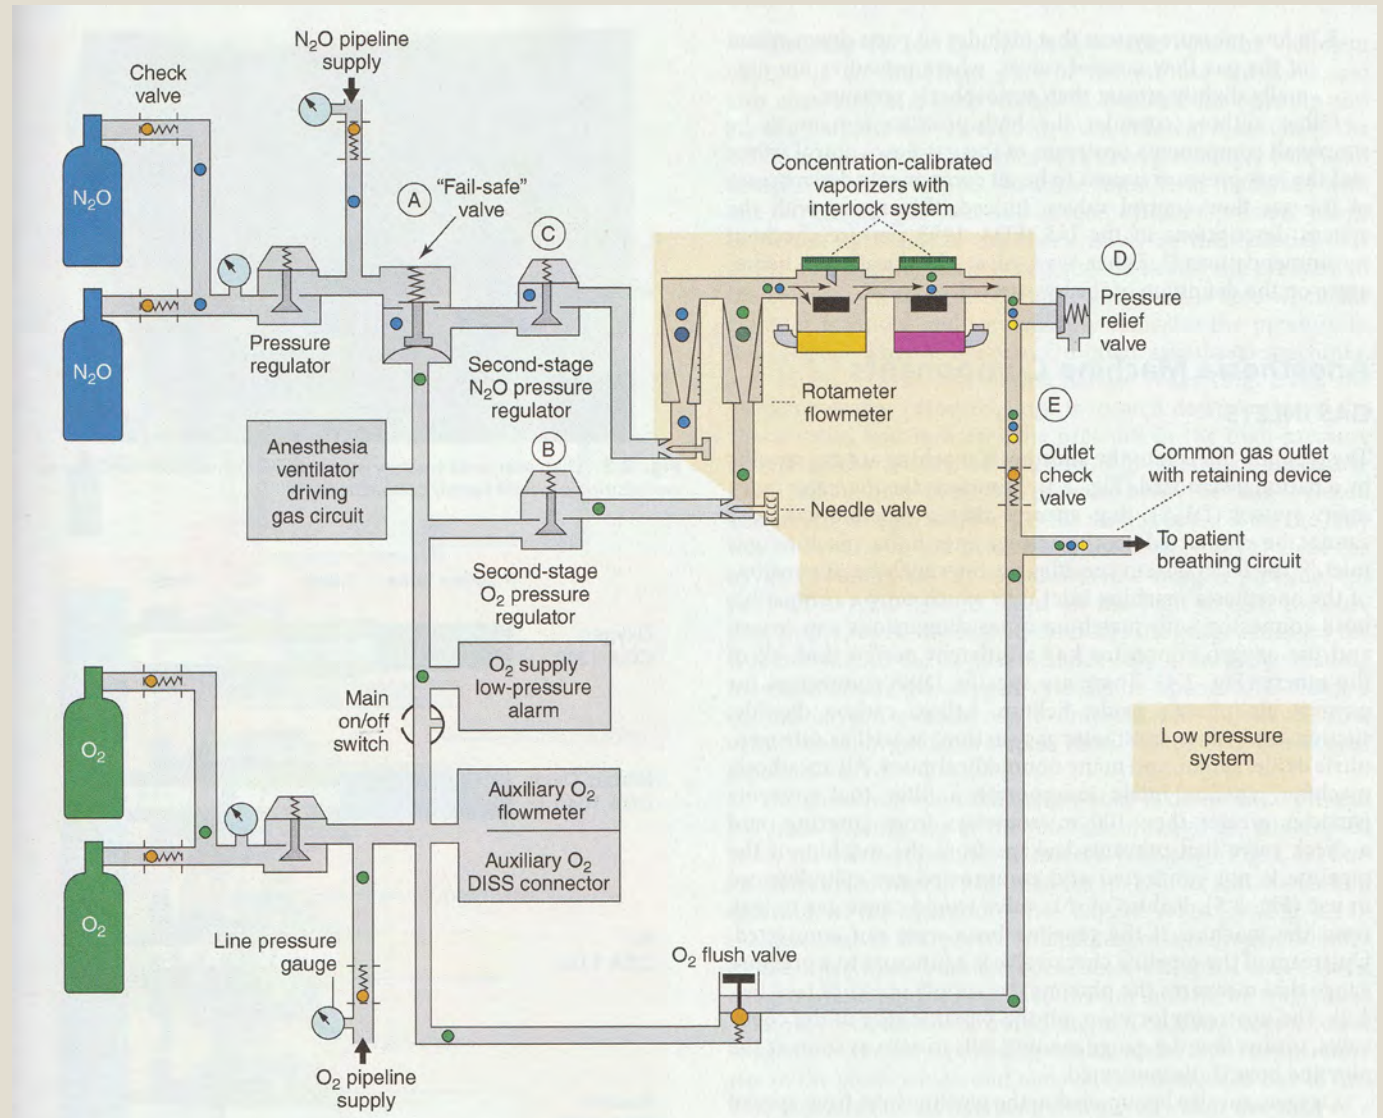 N2O pipeline
supply
Check
valve
N2O
"Fail-safe"
valve
A
C
Concentration-calibrated
vaporizers with
interlock system
D
Pressure
relief
valve
N2O
Pressure
regulator
Second-stage
N2O pressure
regulator
Rotameter
flowmeter
E
Anesthesia
ventilator
driving
gas circuit
B
Outlet
check
valve
Common gas outlet
with retaining device
Needle valve
To patient
breathing circuit
Second-stage
O2 pressure
regulator
O2
Main
on/off
switch
O2 supply
low-pressure
alarm
Low pressure
system
Auxiliary O2
flowmeter
Auxiliary O2
DISS connector
O2
Line pressure
gauge
O2 flush valve
O2 pipeline
supply